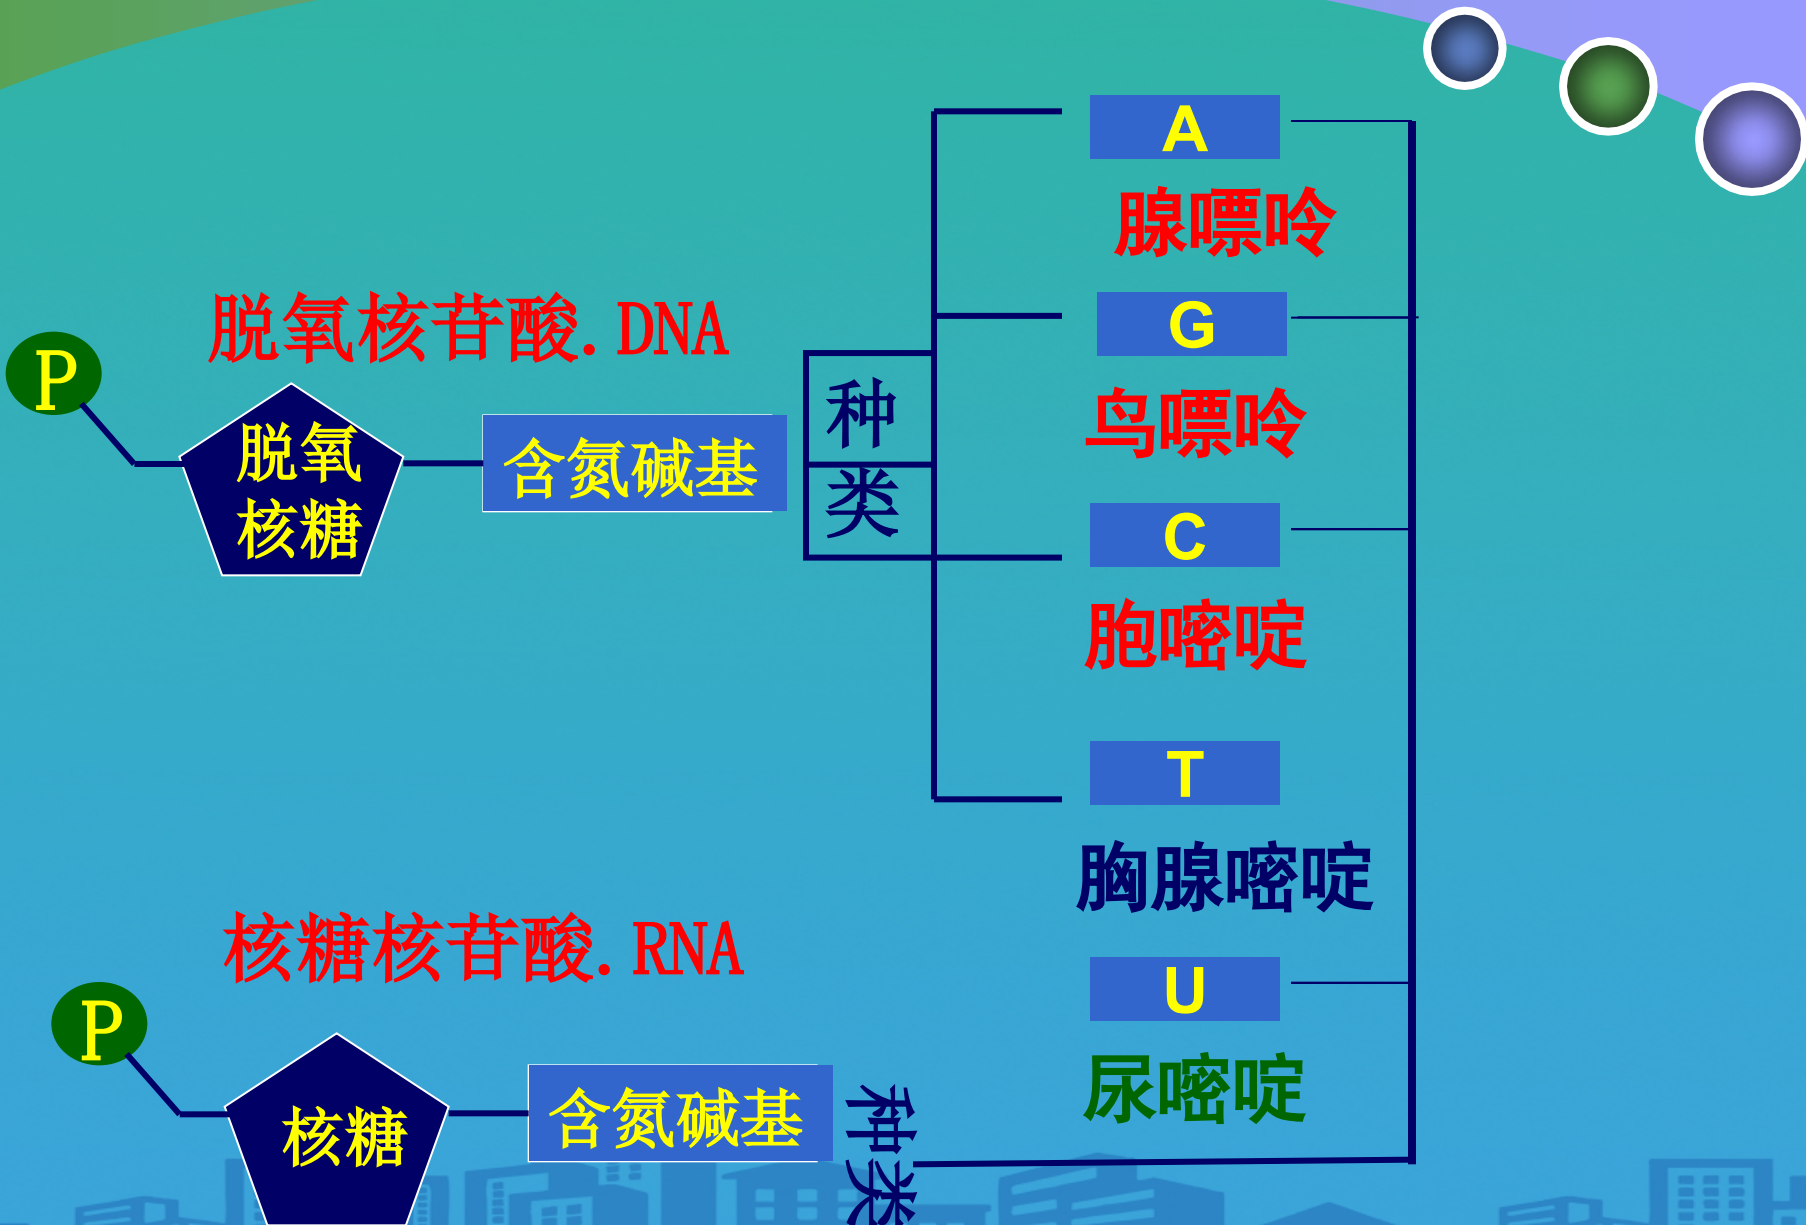 脱氧核苷酸.DNA
P
脱氧
核糖
含氮碱基
种
类
A
腺嘌呤
G
鸟嘌呤
C
胞嘧啶
T
胸腺嘧啶
U
尿嘧啶
核糖核苷酸.RNA
P
核糖
含氮碱基
种类